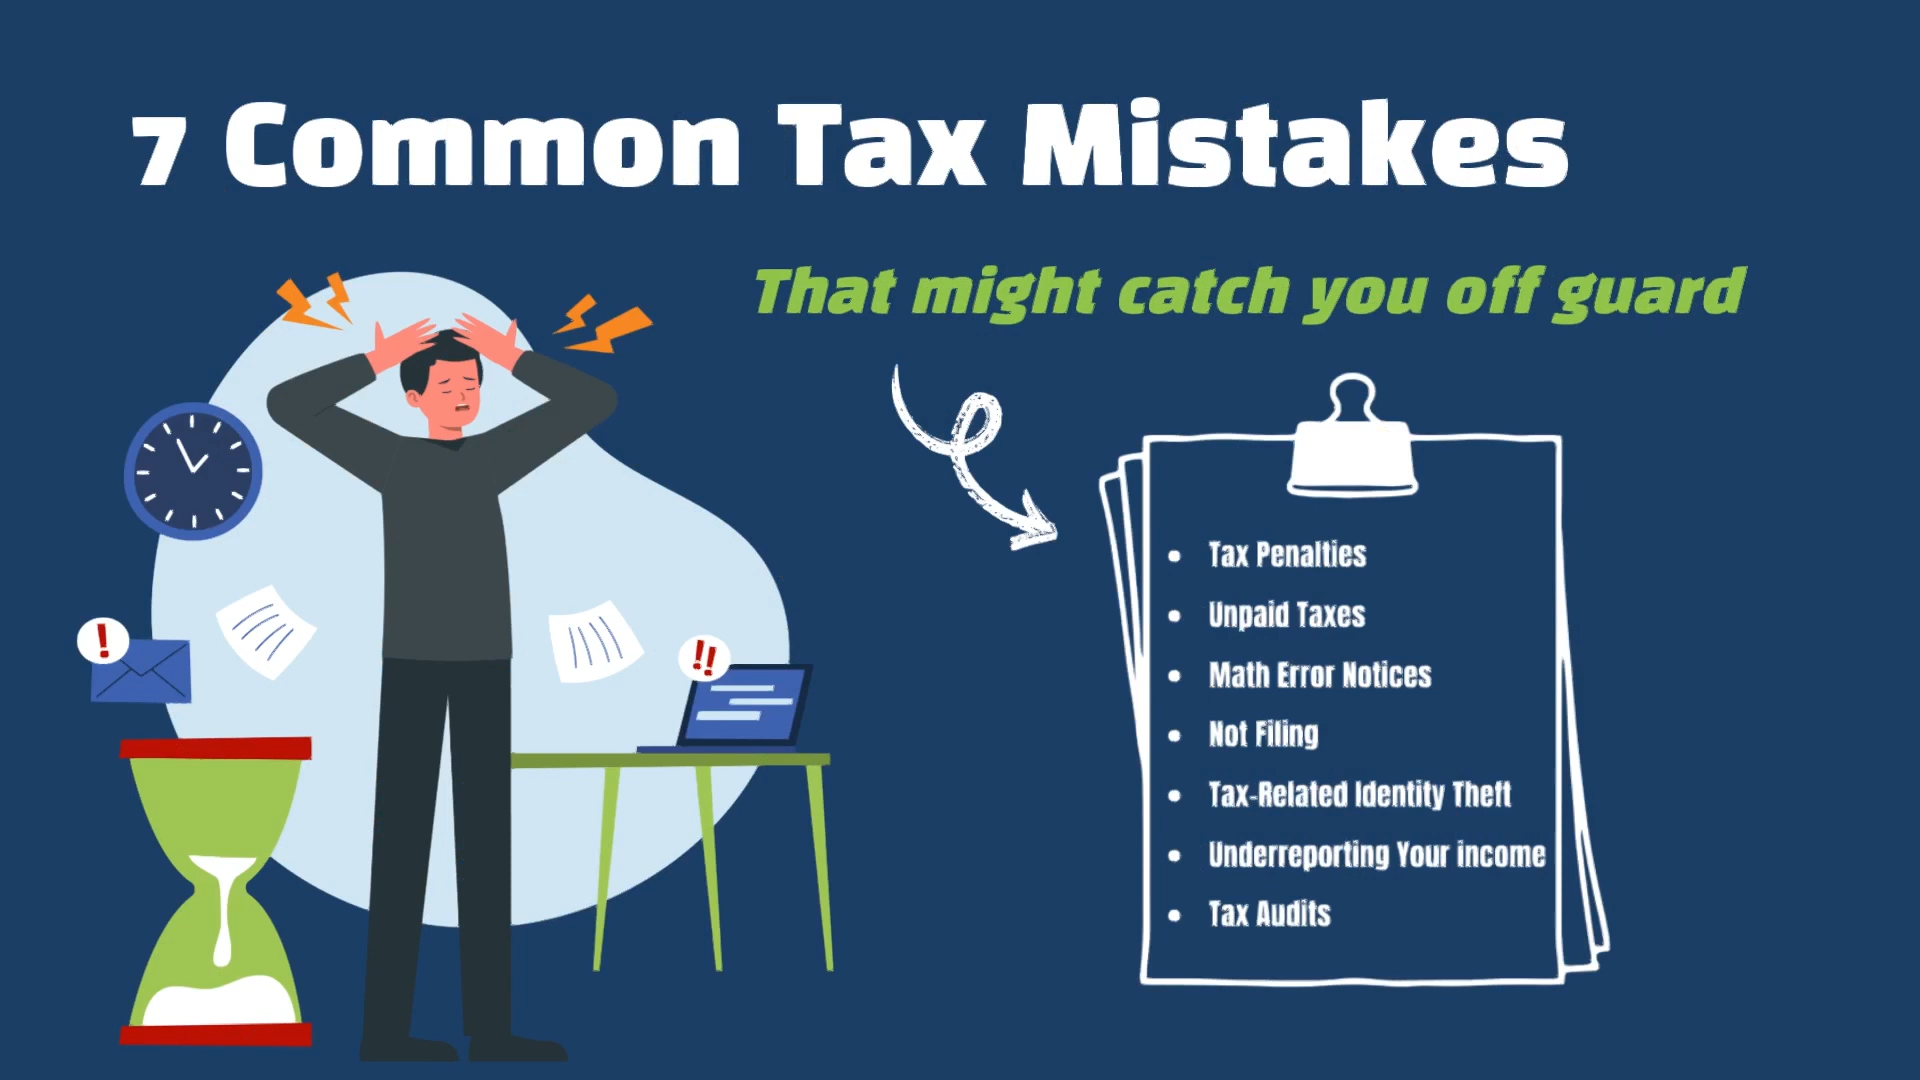 7 Common Tax Mistakes
That might catch you off guard
• Tax Penalties
• Unpaid Taxes
• Math Error Notices
• Not Filing
• Tax-Related Identity Theft
• Underreporting Your income
• Tax Audits
!
!!